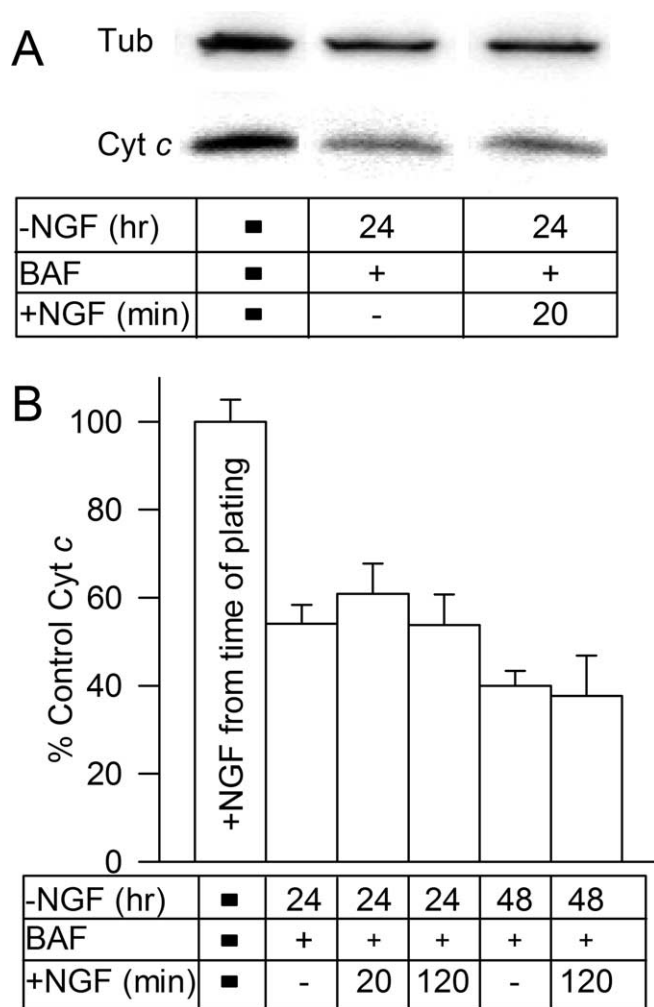 A
Tub
Cyt c
-NGF (hr) ■ 24 24
BAF ■ + +
+NGF (min) ■ - 20
B
% Control Cyt c
100
80
60
40
20
0
+NGF from time of plating
-NGF (hr) ■ 24 24 24 48 48
BAF ■ + + + + +
+NGF (min) ■ - 20 120 - 120